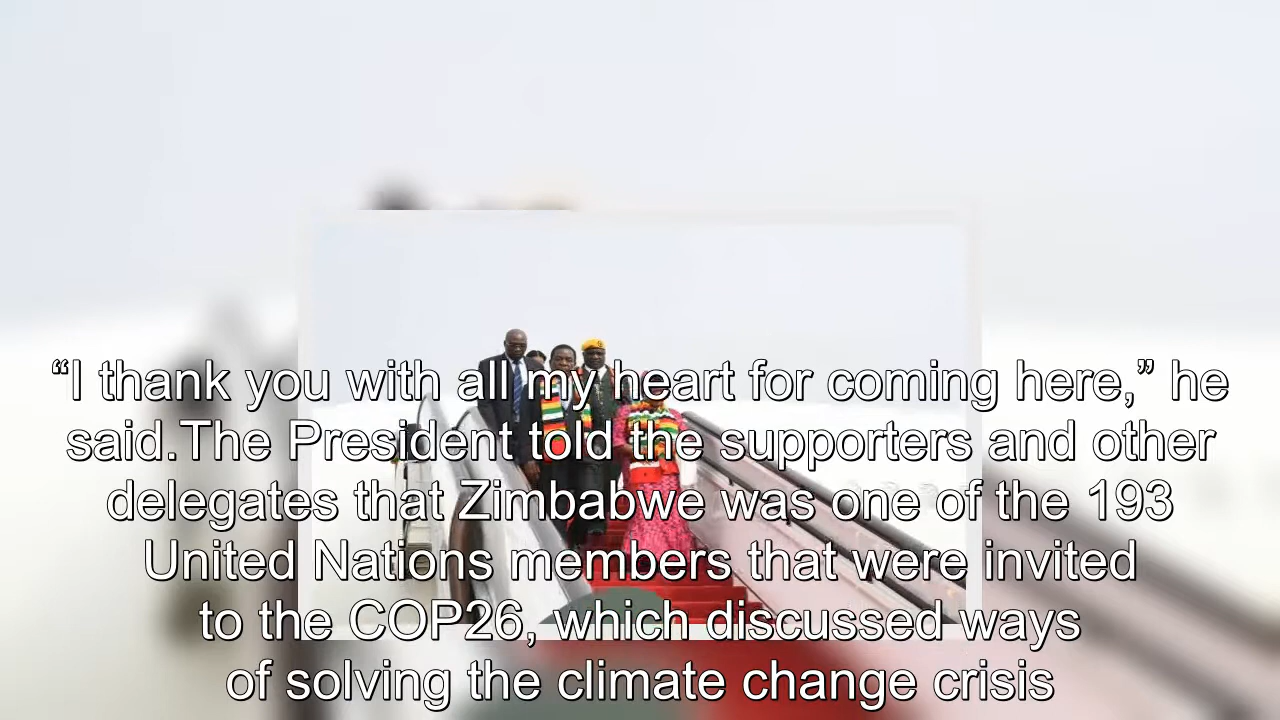 “I thank you with all my heart for coming here,” he
said.The President told the supporters and other
delegates that Zimbabwe was one of the 193
United Nations members that were invited
to the COP26, which discussed ways
of solving the climate change crisis